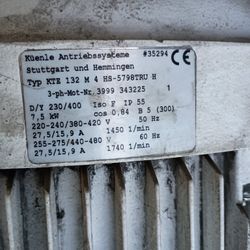 Küenle Antriebssysteme #35294
Stuttgart und Hemmingen CE
Typ KTE 132 M 4 HS-5798TRU H
3-ph-Mot-Nr. 3999 343225 1
D/Y 230/400 Iso F IP 55
7,5 kW cos 0,84 B 5 (300)
220-240/380-420 V 50 Hz
27,5/15,9 A 1450 1/min
255-275/440-480 V 60 Hz
27,5/15,9 A 1740 1/min